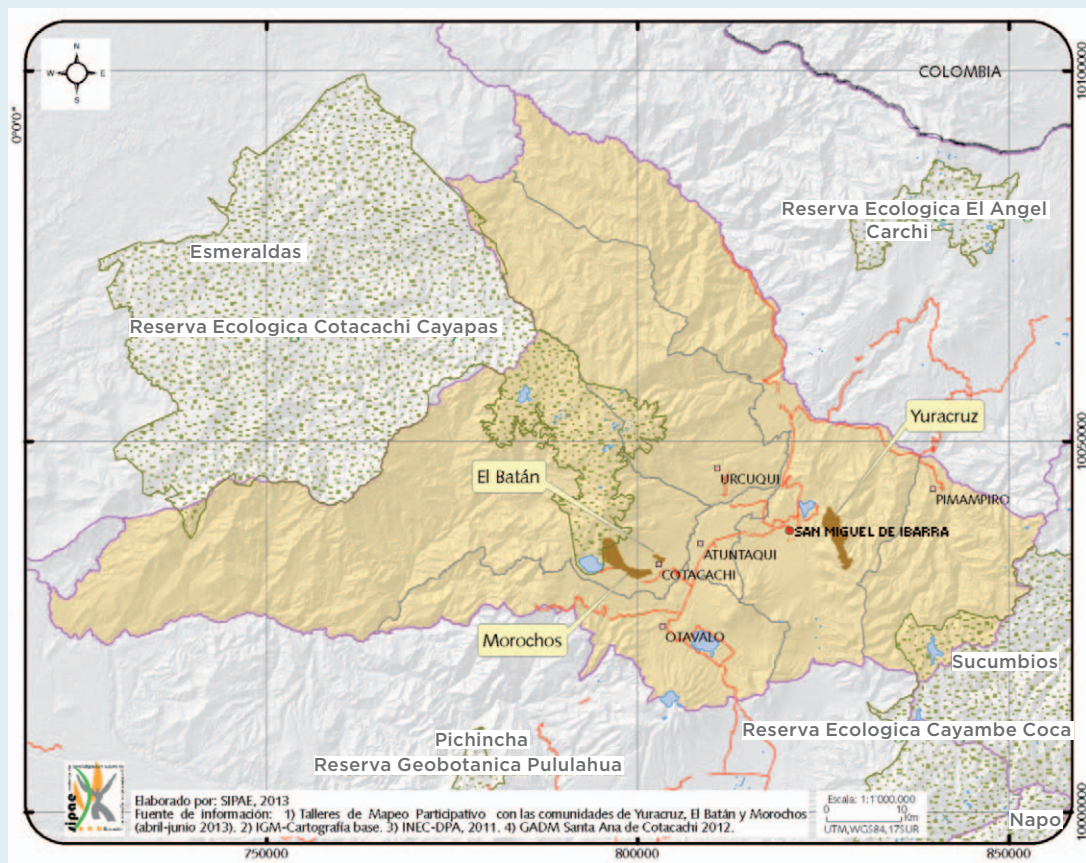 N
W E
S
COLOMBIA
10100000
0°0'0"
Reserva Ecologica El Angel
Carchi
Esmeraldas
Reserva Ecologica Cotacachi Cayapas
Yuracruz
10050000
El Batán
URCUQUI
PIMAMPIRO
SAN MIGUEL DE IBARRA
ATUNTAQUI
COTACACHI
Morochos
OTAVALO
Sucumbios
Reserva Ecologica Cayambe Coca
Pichincha
Reserva Geobotanica Pululahua
sipae
Elaborado por: SIPAE, 2013
Fuente de información: 1) Talleres de Mapeo Participativo con las comunidades de Yuracruz, El Batán y Morochos
(abril-junio 2013). 2) IGM-Cartografía base. 3) INEC-DPA, 2011. 4) GADM Santa Ana de Cotacachi 2012.
Escala: 1:1'000.000
0 10
Km
UTM,WGS84,17SUR
Napo
750000 800000 850000